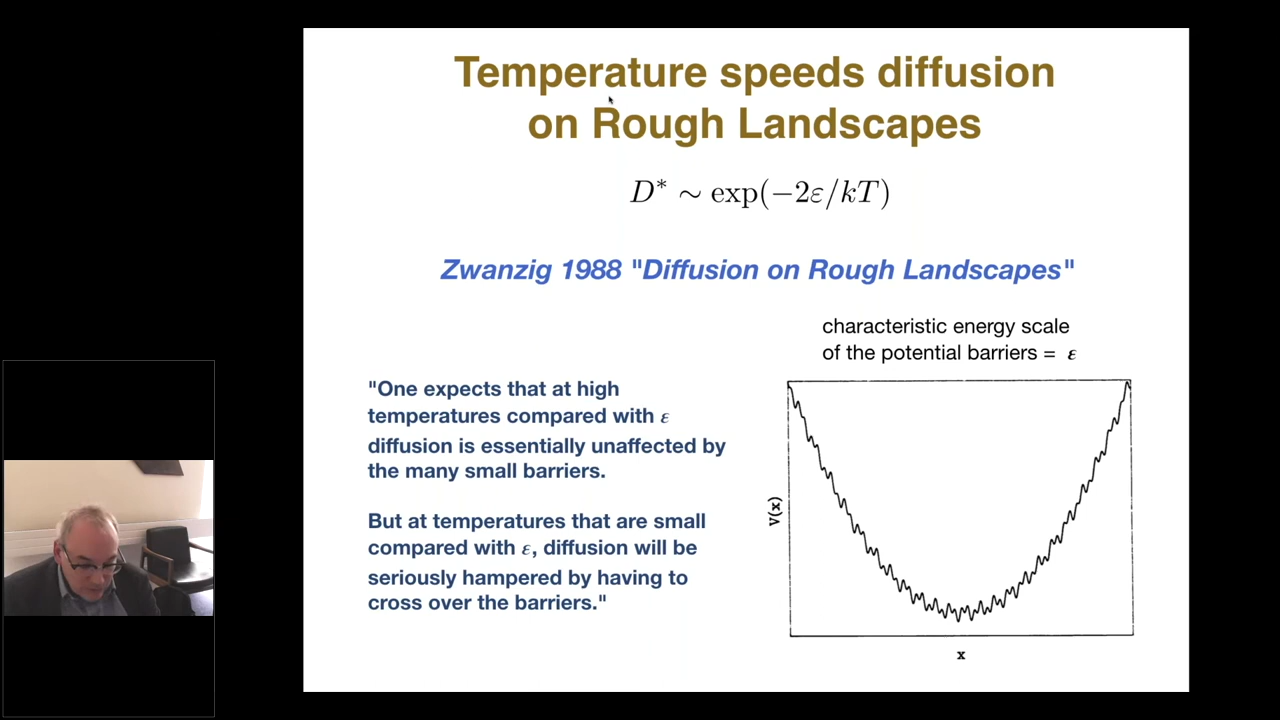 Temperature speeds diffusion
on Rough Landscapes
D* ~ exp(−2ε/kT)
Zwanzig 1988 "Diffusion on Rough Landscapes"
characteristic energy scale
of the potential barriers = ε
"One expects that at high
temperatures compared with ε
diffusion is essentially unaffected by
the many small barriers.
But at temperatures that are small
compared with ε, diffusion will be
seriously hampered by having to
cross over the barriers."
V(x)
x